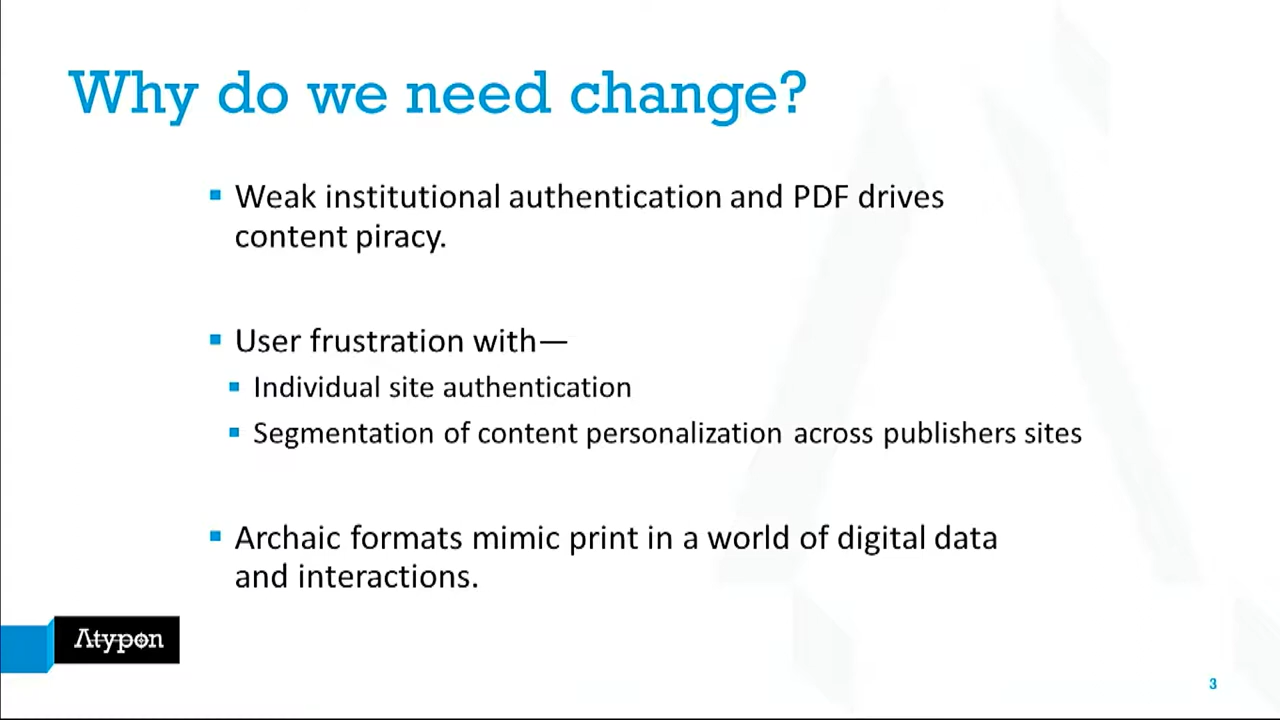 Why do we need change?
Weak institutional authentication and PDF drives
content piracy.
User frustration with—
Individual site authentication
Segmentation of content personalization across publishers sites
Archaic formats mimic print in a world of digital data
and interactions.
Atypon
3